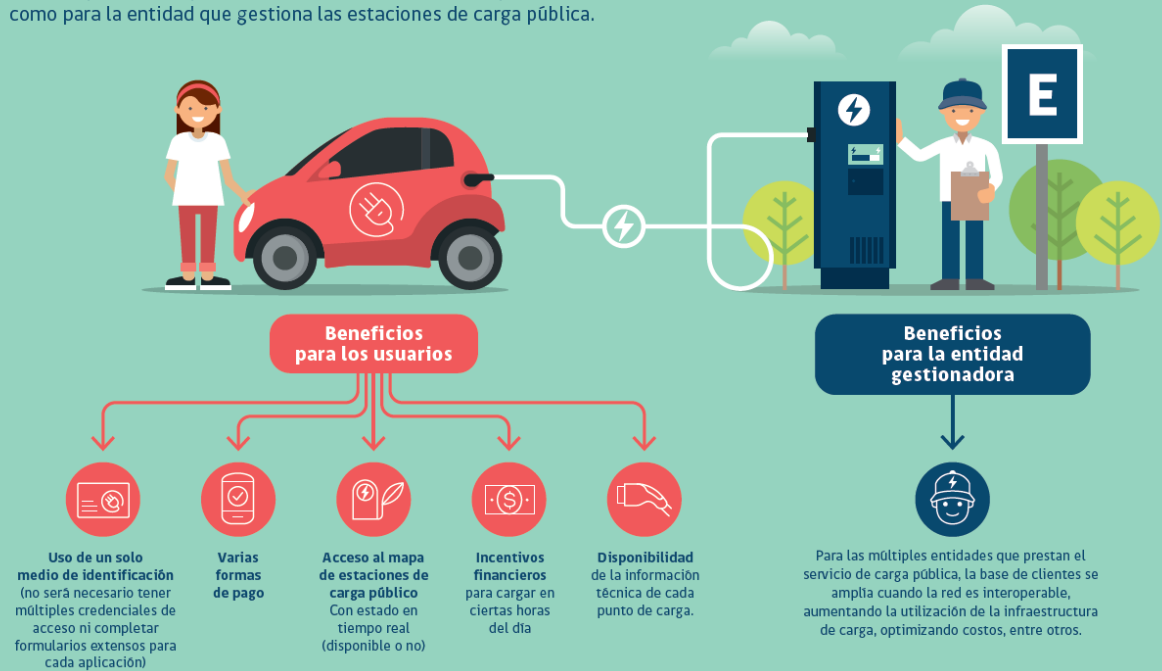 como para la entidad que gestiona las estaciones de carga pública.
E
Beneficios
para los usuarios
Beneficios
para la entidad
gestionadora
Uso de un solo
medio de identificación
(no será necesario tener
múltiples credenciales de
acceso ni completar
formularios extensos para
cada aplicación)
Varias
formas
de pago
Acceso al mapa
de estaciones de
carga público
Con estado en
tiempo real
(disponible o no)
Incentivos
financieros
para cargar en
ciertas horas
del día
Disponibilidad
de la información
técnica de cada
punto de carga.
Para las múltiples entidades que prestan el
servicio de carga pública, la base de clientes se
amplía cuando la red es interoperable,
aumentando la utilización de la infraestructura
de carga, optimizando costos, entre otros.